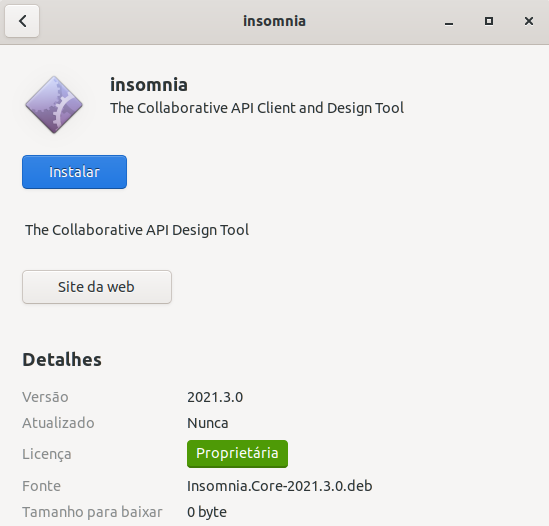 insomnia
insomnia
The Collaborative API Client and Design Tool
Instalar
The Collaborative API Design Tool
Site da web
Detalhes
Versão 2021.3.0
Atualizado Nunca
Licença Proprietária
Fonte Insomnia.Core-2021.3.0.deb
Tamanho para baixar 0 byte